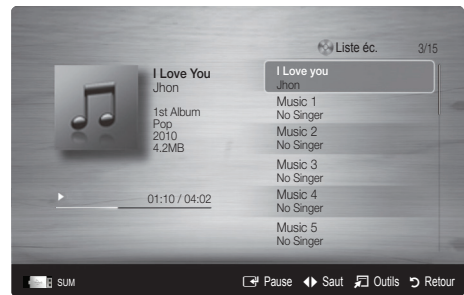 Liste éc. 3/15
I Love You
Jhon
1st Album
Pop
2010
4.2MB
01:10 / 04:02
I Love you
Jhon
Music 1
No Singer
Music 2
No Singer
Music 3
No Singer
Music 4
No Singer
Music 5
No Singer
SUM Pause Saut Outils Retour